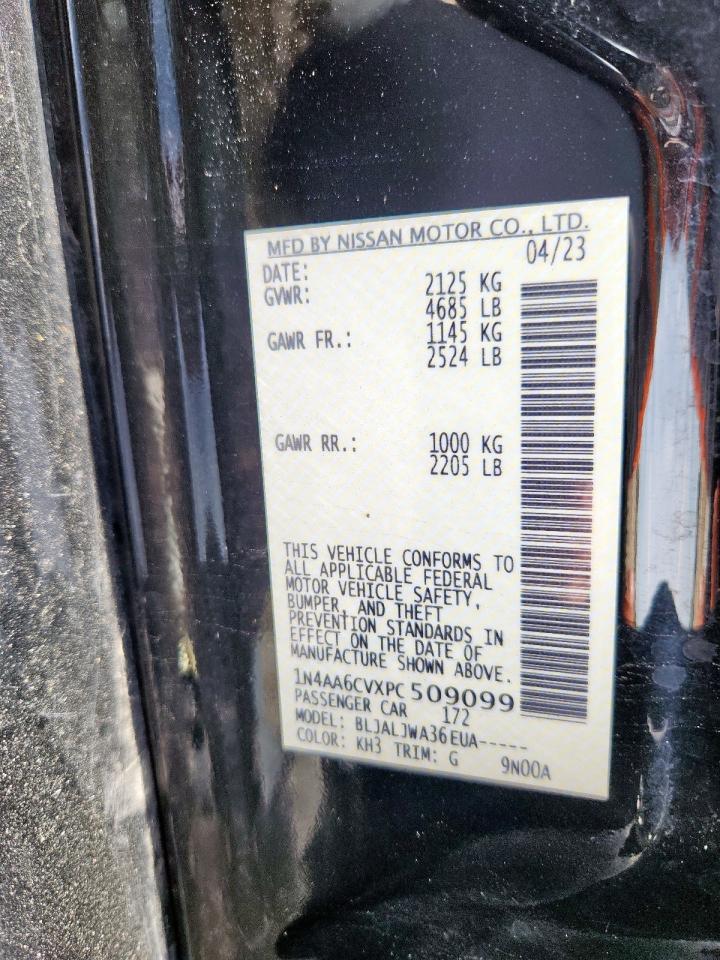 MFD BY NISSAN MOTOR CO., LTD.
DATE: 04/23
GVWR: 2125 KG
4685 LB
GAWR FR.: 1145 KG
2524 LB
GAWR RR.: 1000 KG
2205 LB
THIS VEHICLE CONFORMS TO
ALL APPLICABLE FEDERAL
MOTOR VEHICLE SAFETY,
BUMPER, AND THEFT
PREVENTION STANDARDS IN
EFFECT ON THE DATE OF
MANUFACTURE SHOWN ABOVE.
1N4AA6CVXPC509099
PASSENGER CAR 172
MODEL: BLJALJWA36EUA-----
COLOR: KH3 TRIM: G 9N00A